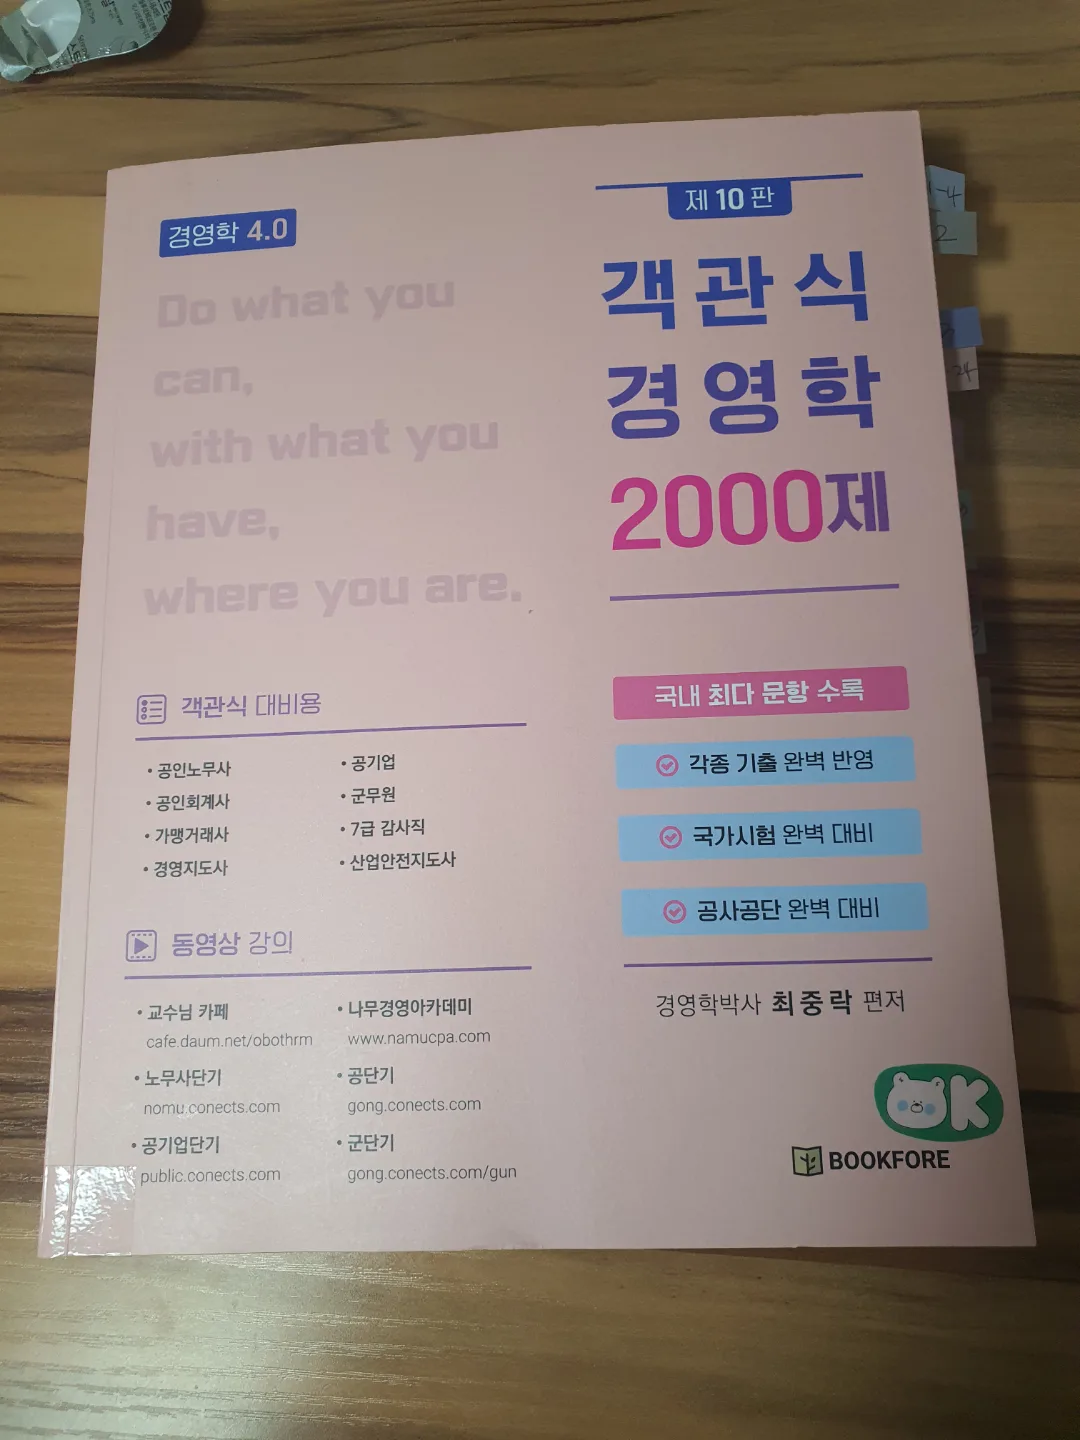 경영학 4.0
Do what you
can,
with what you
have,
where you are.
제 10 판
객관식
경영학
2000제
객관식 대비용
• 공인노무사
• 공인회계사
• 가맹거래사
• 경영지도사
• 공기업
• 군무원
• 7급 감사직
• 산업안전지도사
동영상 강의
• 교수님 카페
cafe.daum.net/obothrm
• 노무사단기
nomu.conects.com
• 공기업단기
public.conects.com
• 나무경영아카데미
www.namucpa.com
• 공단기
gong.conects.com
• 군단기
gong.conects.com/gun
국내 최다 문항 수록
각종 기출 완벽 반영
국가시험 완벽 대비
공사공단 완벽 대비
경영학박사 최중락 편저
OK
BOOKFORE
2
24